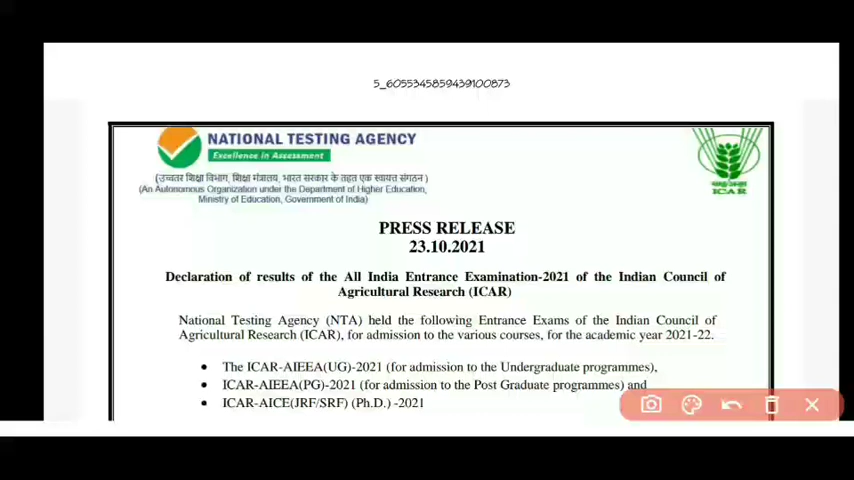 5_6055345859439100873
NATIONAL TESTING AGENCY
Excellence in Assessment
(उच्चतर शिक्षा विभाग, शिक्षा मंत्रालय, भारत सरकार के तहत एक स्वायत्त संगठन)
(An Autonomous Organization under the Department of Higher Education,
Ministry of Education, Government of India)
ICAR
PRESS RELEASE
23.10.2021
Declaration of results of the All India Entrance Examination-2021 of the Indian Council of
Agricultural Research (ICAR)
National Testing Agency (NTA) held the following Entrance Exams of the Indian Council of
Agricultural Research (ICAR), for admission to the various courses, for the academic year 2021-22.
• The ICAR-AIEEA(UG)-2021 (for admission to the Undergraduate programmes),
• ICAR-AIEEA(PG)-2021 (for admission to the Post Graduate programmes) and
• ICAR-AICE(JRF/SRF) (Ph.D.) -2021